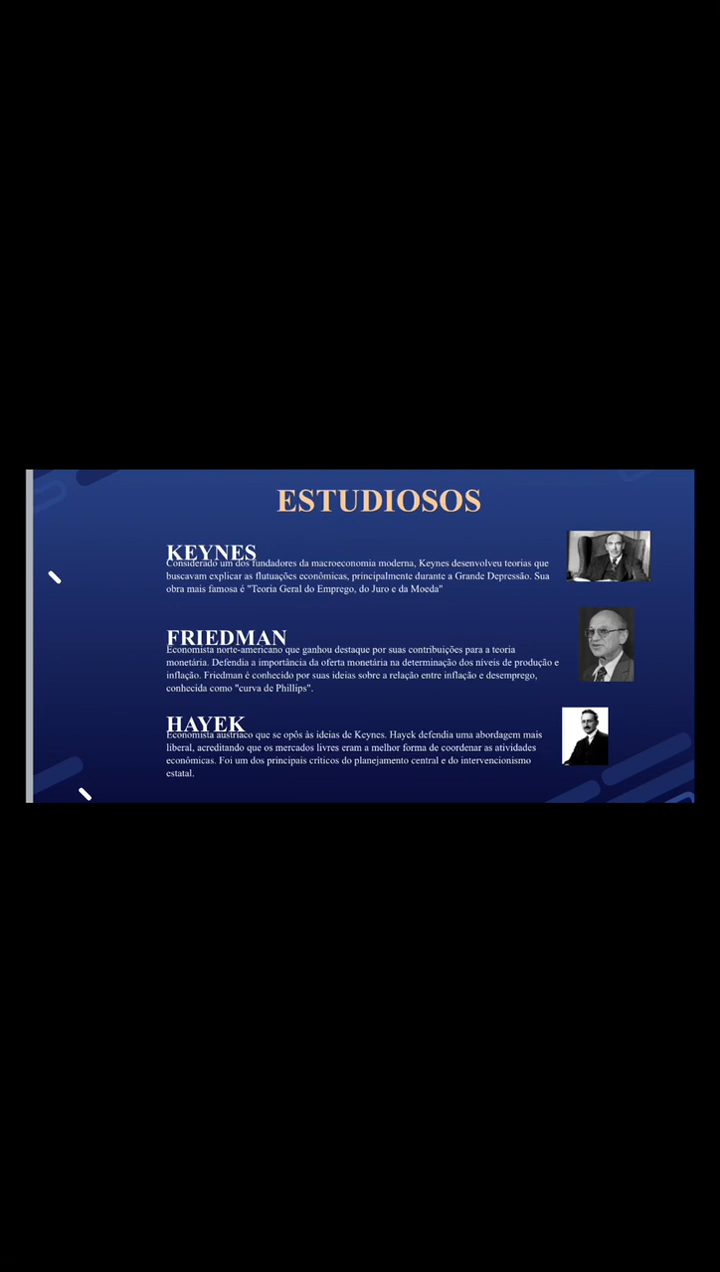 ESTUDIOSOS
KEYNES
Considerado um dos fundadores da macroeconomia moderna, Keynes desenvolveu teorias que
buscavam explicar as flutuações econômicas, principalmente durante a Grande Depressão. Sua
obra mais famosa é "Teoria Geral do Emprego, do Juro e da Moeda"
FRIEDMAN
Economista norte-americano que ganhou destaque por suas contribuições para a teoria
monetária. Defendia a importância da oferta monetária na determinação dos níveis de produção e
inflação. Friedman é conhecido por suas ideias sobre a relação entre inflação e desemprego,
conhecida como "curva de Phillips".
HAYEK
Economista austríaco que se opôs às ideias de Keynes. Hayek defendia uma abordagem mais
liberal, acreditando que os mercados livres eram a melhor forma de coordenar as atividades
econômicas. Foi um dos principais críticos do planejamento central e do intervencionismo
estatal.